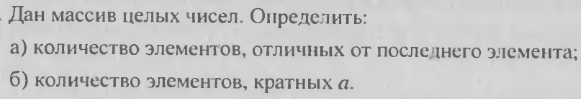 . Дан массив целых чисел. Определить:
а) количество элементов, отличных от последнего элемента;
б) количество элементов, кратных a.